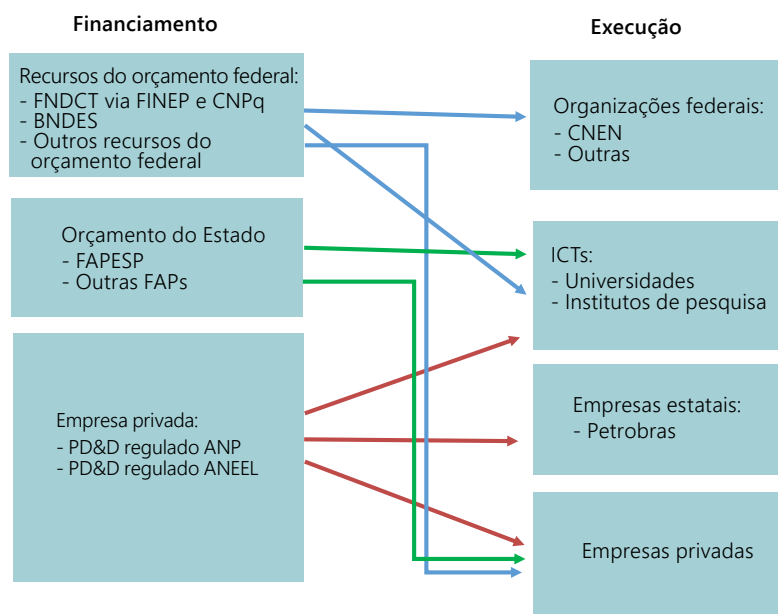 Financiamento
Recursos do orçamento federal:
- FNDCT via FINEP e CNPq
- BNDES
- Outros recursos do
orçamento federal
Orçamento do Estado
- FAPESP
- Outras FAPs
Empresa privada:
- PD&D regulado ANP
- PD&D regulado ANEEL
Execução
Organizações federais:
- CNEN
- Outras
ICTs:
- Universidades
- Institutos de pesquisa
Empresas estatais:
- Petrobras
Empresas privadas